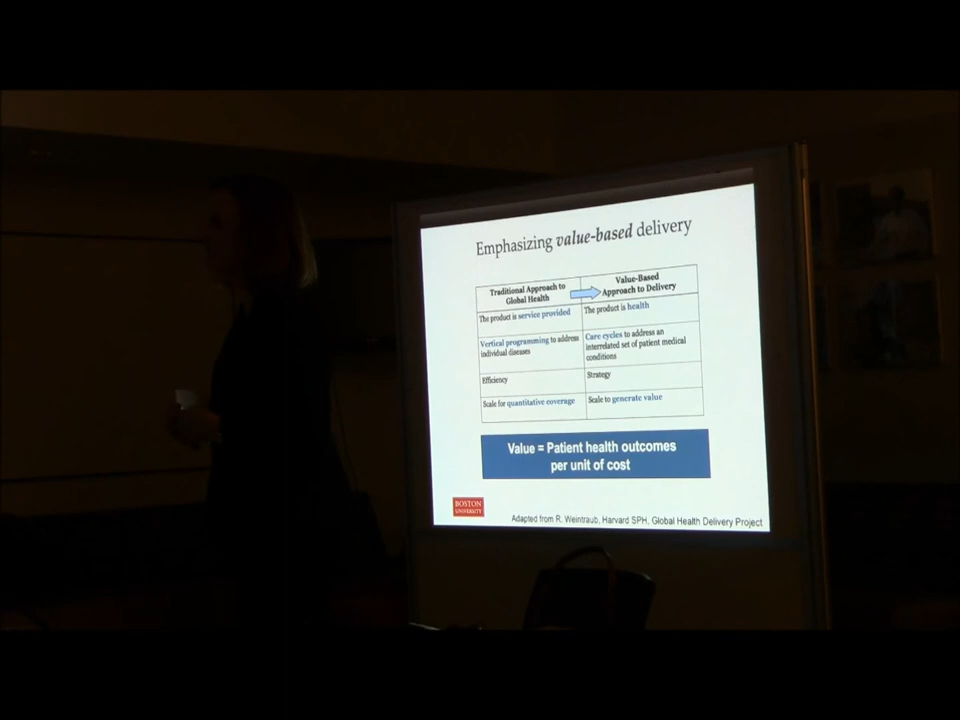 Emphasizing value-based delivery
Traditional Approach to
Global Health
Value-Based
Approach to Delivery
The product is service provided
The product is health
Vertical programming to address
individual diseases
Care cycles to address an
interrelated set of patient medical
conditions
Efficiency
Strategy
Scale for quantitative coverage
Scale to generate value
Value = Patient health outcomes
per unit of cost
BOSTON
UNIVERSITY
Adapted from R. Weintraub, Harvard SPH, Global Health Delivery Project